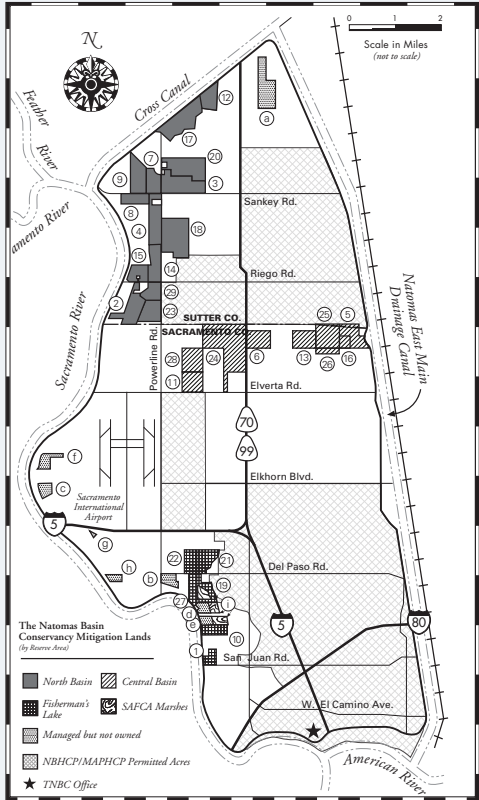 0 1 2
Scale in Miles
(not to scale)
N
Cross Canal
Feather
River
amento River
12
a
17
7
20
9
3
Sankey Rd.
8
4
18
15
14
Riego Rd.
29
2
23
SUTTER CO.
SACRAMENTO CO.
25
5
Natomas East Main
Drainage Canal
Sacramento River
Powerline Rd.
28
24
6
13
26
16
11
Elverta Rd.
70
99
f
c
Elkhorn Blvd.
Sacramento
International
Airport
5
g
h
b
22
21
Del Paso Rd.
19
27
i
d
e
10
5
80
1
San Juan Rd.
W. El Camino Ave.
American River
The Natomas Basin
Conservancy Mitigation Lands
(by Reserve Area)
North Basin
Central Basin
Fisherman's
Lake
SAFCA Marshes
Managed but not owned
NBHCP/MAPHCP Permitted Acres
TNBC Office